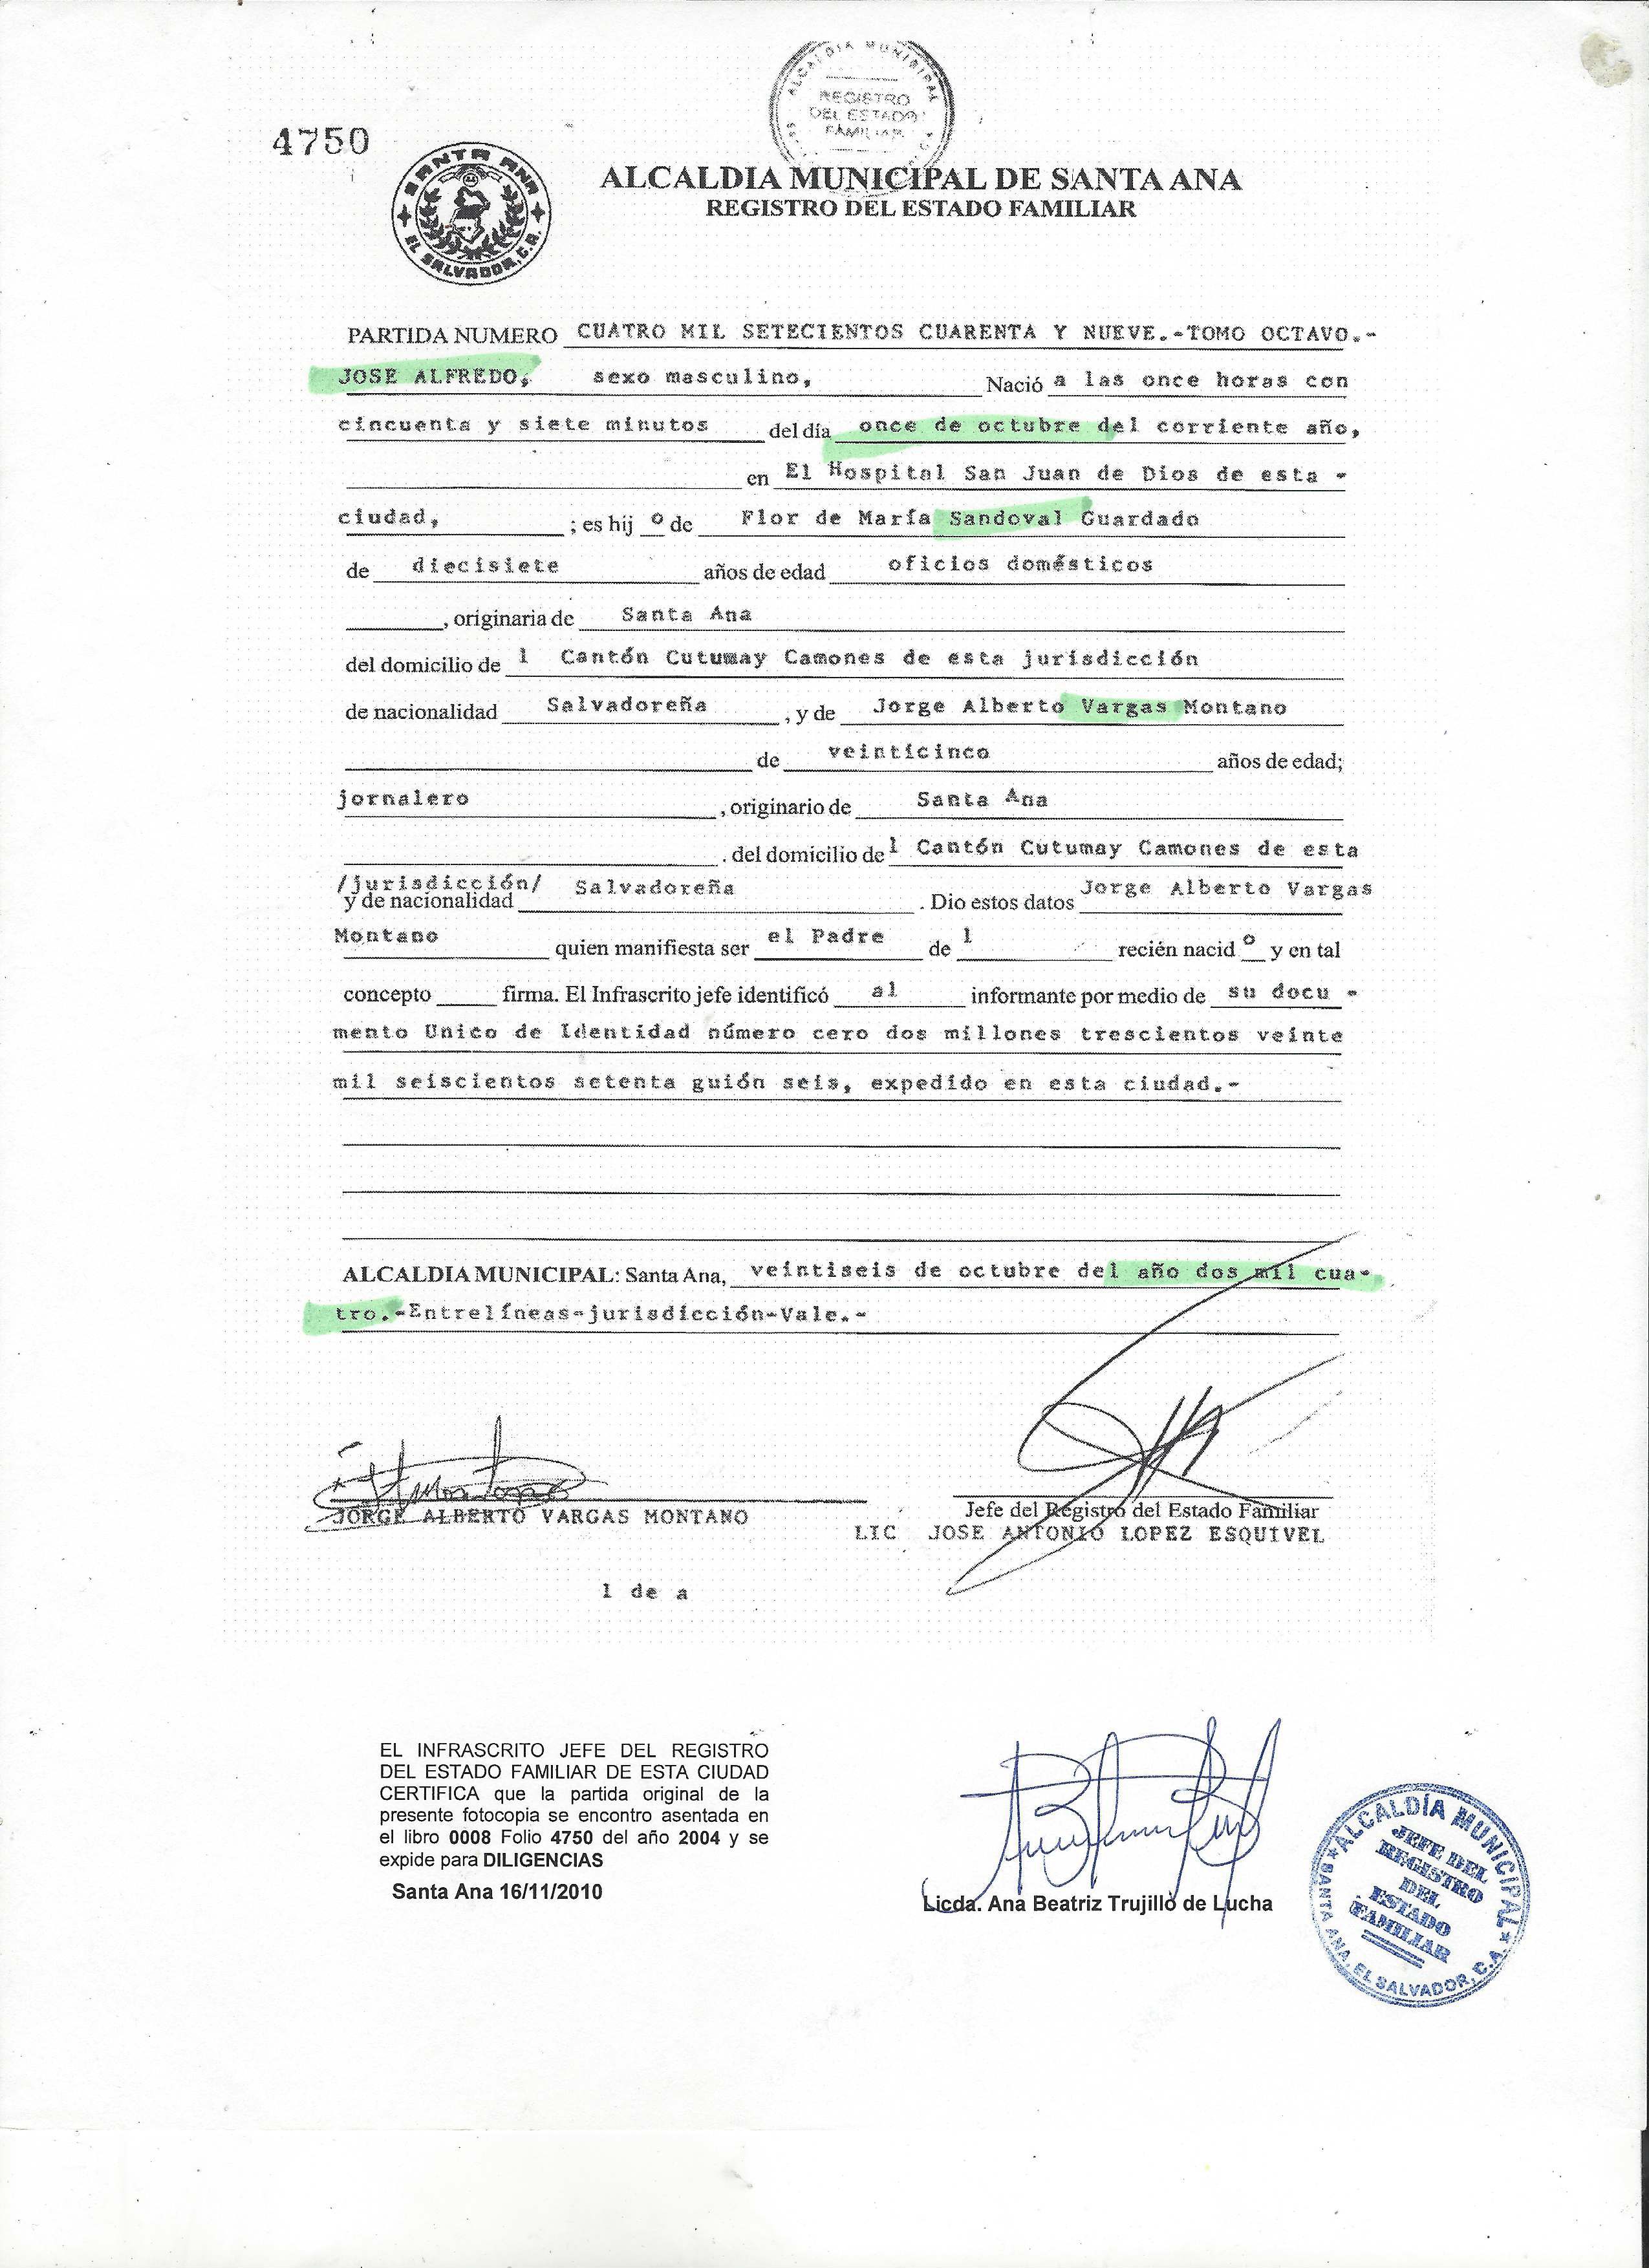 ALCALDIA MUNICIPAL
REGISTRO
DEL ESTADO
FAMILIAR
4750
SANTA ANA
EL SALVADOR, C.A.
ALCALDIA MUNICIPAL DE SANTA ANA
REGISTRO DEL ESTADO FAMILIAR
PARTIDA NUMERO CUATRO MIL SETECIENTOS CUARENTA Y NUEVE.-TOMO OCTAVO.-
JOSE ALFREDO, sexo masculino, Nació a las once horas con
cincuenta y siete minutos del día once de octubre del corriente año,
en El Hospital San Juan de Dios de esta -
ciudad, ; es hij o de Flor de María Sandoval Guardado
de diecisiete años de edad oficios domésticos
, originaria de Santa Ana
del domicilio de l Cantón Cutumay Camones de esta jurisdicción
de nacionalidad Salvadoreña , y de Jorge Alberto Vargas Montano
de veinticinco años de edad;
jornalero , originario de Santa Ana
. del domicilio de l Cantón Cutumay Camones de esta
/jurisdicción/
y de nacionalidad Salvadoreña . Dio estos datos Jorge Alberto Vargas
Montano quien manifiesta ser el Padre de l recién nacid o y en tal
concepto firma. El Infrascrito jefe identificó al informante por medio de su docu -
mento Unico de Identidad número cero dos millones trescientos veinte
mil seiscientos setenta guión seis, expedido en esta ciudad.-
ALCALDIA MUNICIPAL: Santa Ana, veintiseis de octubre del año dos mil cua-
tro.-Entrelíneas-jurisdicción-Vale.-
JORGE ALBERTO VARGAS MONTANO
Jefe del Registro del Estado Familiar
LIC JOSE ANTONIO LOPEZ ESQUIVEL
l de a
EL INFRASCRITO JEFE DEL REGISTRO
DEL ESTADO FAMILIAR DE ESTA CIUDAD
CERTIFICA que la partida original de la
presente fotocopia se encontro asentada en
el libro 0008 Folio 4750 del año 2004 y se
expide para DILIGENCIAS
Santa Ana 16/11/2010
Licda. Ana Beatriz Trujillo de Lucha
ALCALDÍA MUNICIPAL
JEFE DEL
REGISTRO
DEL
ESTADO
FAMILIAR
SANTA ANA, EL SALVADOR, C.A.